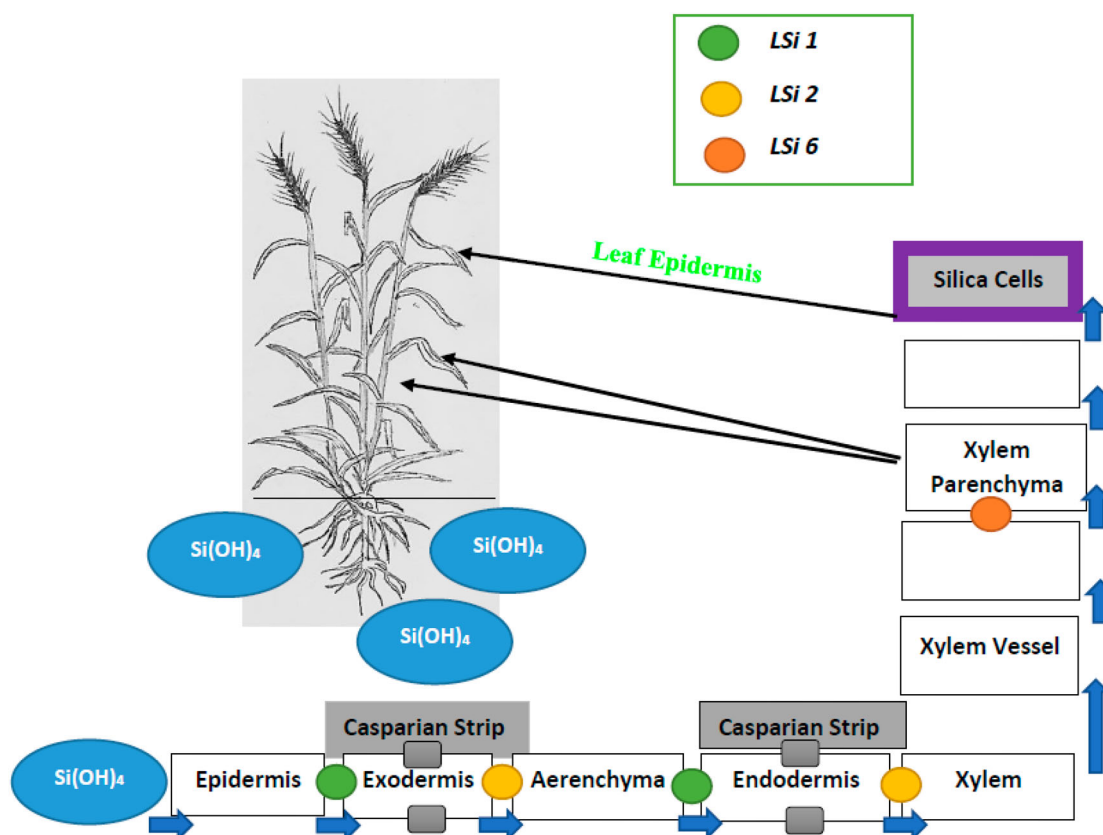 LSi 1
LSi 2
LSi 6
Leaf Epidermis
Silica Cells
Xylem
Parenchyma
Si(OH)₄
Si(OH)₄
Si(OH)₄
Xylem Vessel
Casparian Strip
Casparian Strip
Si(OH)₄
Epidermis
Exodermis
Aerenchyma
Endodermis
Xylem